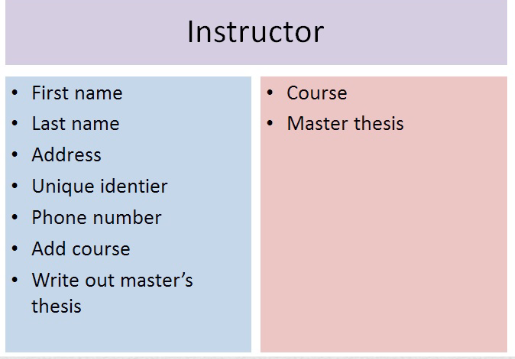 Instructor
• First name
• Last name
• Address
• Unique identier
• Phone number
• Add course
• Write out master’s
thesis
• Course
• Master thesis